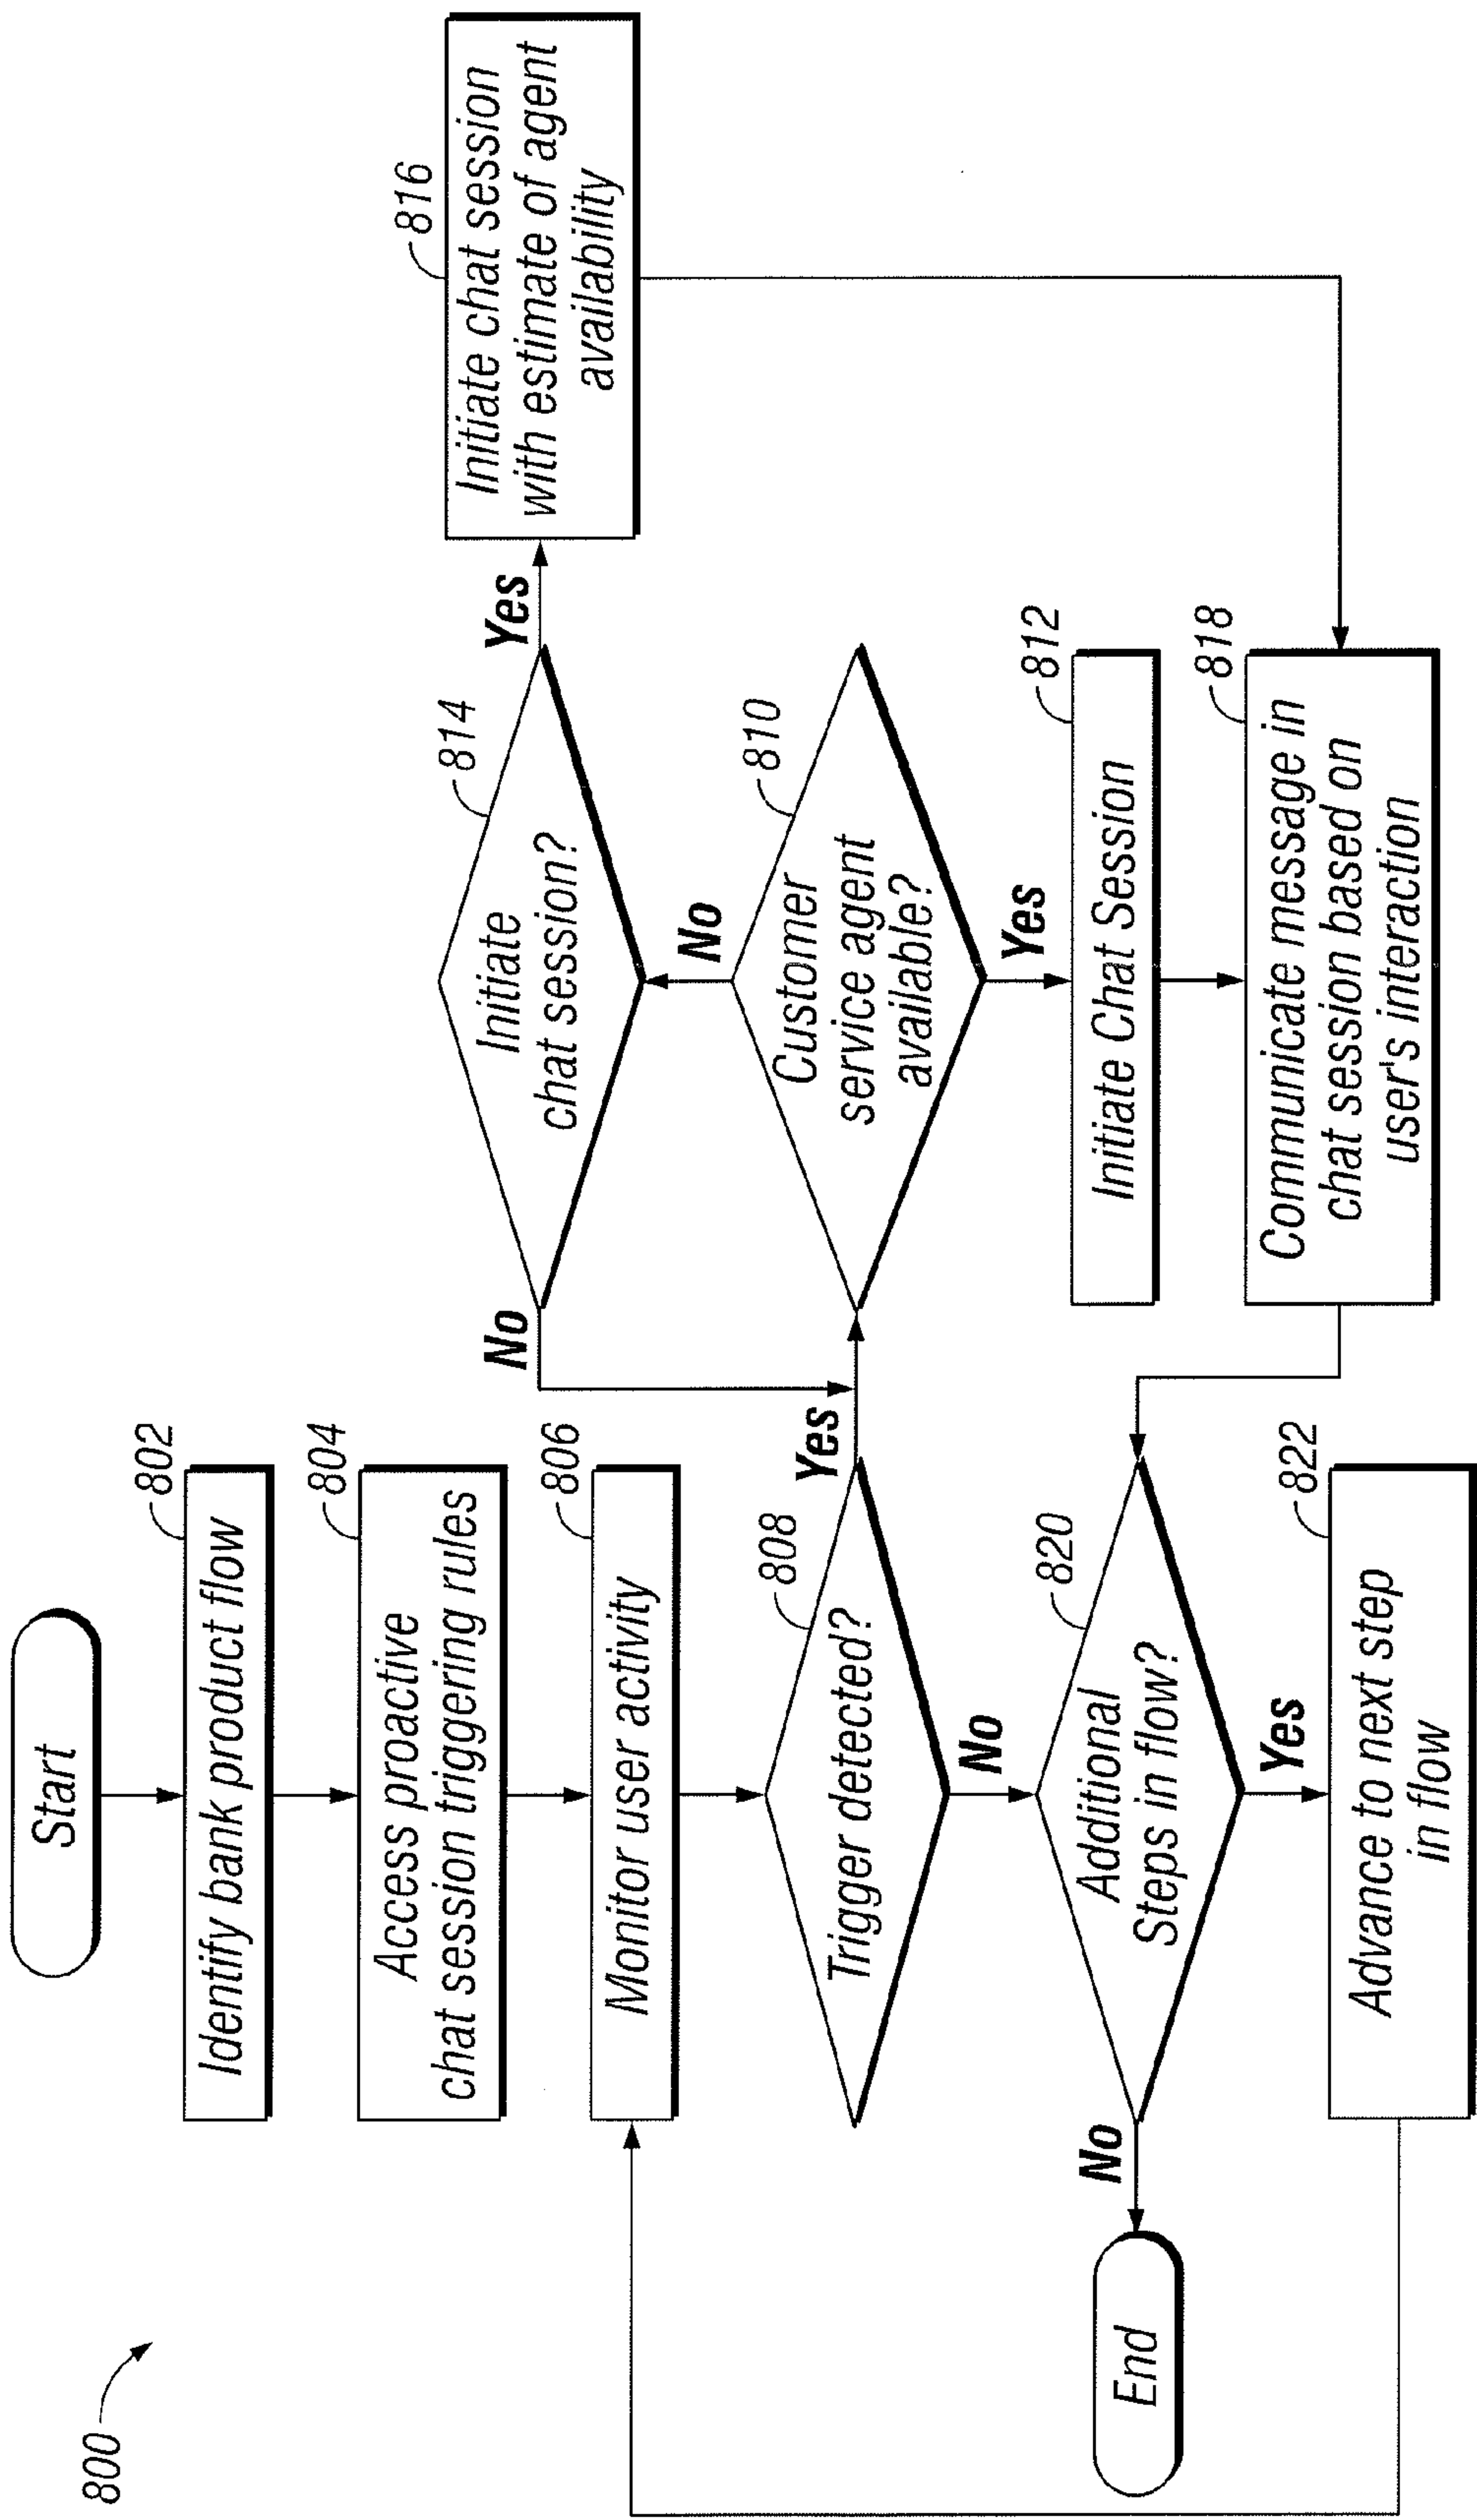 800
Start
802
Identify bank product flow
804
Access proactive
chat session triggering rules
806
Monitor user activity
808
Trigger detected?
Yes
No
810
Customer
service agent
available?
No
Yes
814
Initiate
chat session?
No
Yes
816
Initiate chat session
with estimate of agent
availability
812
Initiate Chat Session
818
Communicate message in
chat session based on
user's interaction
820
Additional
Steps in flow?
No
Yes
End
822
Advance to next step
in flow